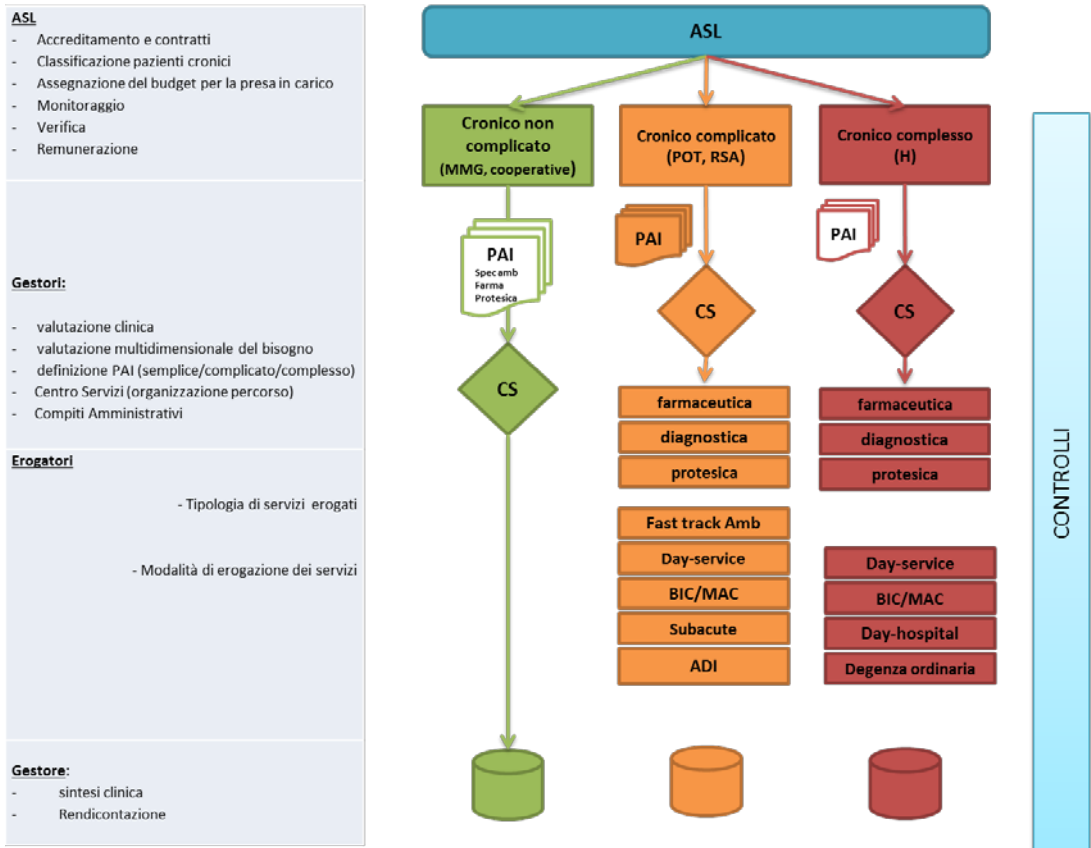 ASL
- Accreditamento e contratti
- Classificazione pazienti cronici
- Assegnazione del budget per la presa in carico
- Monitoraggio
- Verifica
- Remunerazione
Gestori:
- valutazione clinica
- valutazione multidimensionale del bisogno
- definizione PAI (semplice/complicato/complesso)
- Centro Servizi (organizzazione percorso)
- Compiti Amministrativi
Erogatori
- Tipologia di servizi erogati
- Modalità di erogazione dei servizi
Gestore:
- sintesi clinica
- Rendicontazione
ASL
Cronico non
complicato
(MMG, cooperative)
PAI
Spec amb
Farma
Protesica
CS
Cronico complicato
(POT, RSA)
PAI
CS
farmaceutica
diagnostica
protesica
Fast track Amb
Day-service
BIC/MAC
Subacute
ADI
Cronico complesso
(H)
PAI
CS
farmaceutica
diagnostica
protesica
Day-service
BIC/MAC
Day-hospital
Degenza ordinaria
CONTROLLI